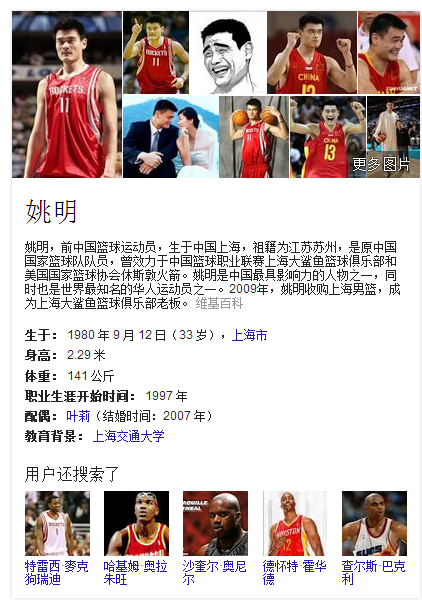 ROCKETS
11
ROCKETS
11
CHINA
13
XINHUANET
CHINA
13
更多图片
姚明
姚明，前中国篮球运动员，生于中国上海，祖籍为江苏苏州，是原中国
国家篮球队队员，曾效力于中国篮球职业联赛上海大鲨鱼篮球俱乐部和
美国国家篮球协会休斯敦火箭。姚明是中国最具影响力的人物之一，同
时也是世界最知名的华人运动员之一。2009年，姚明收购上海男篮，成
为上海大鲨鱼篮球俱乐部老板。 维基百科
生于： 1980 年 9 月 12 日（33 岁），上海市
身高： 2.29 米
体重： 141 公斤
职业生涯开始时间： 1997 年
配偶： 叶莉（结婚时间：2007 年）
教育背景： 上海交通大学
用户还搜索了
特雷西·麥克
狗瑞迪
哈基姆·奥拉
朱旺
沙奎尔·奥尼
尔
德怀特·霍华
德
查尔斯·巴克
利